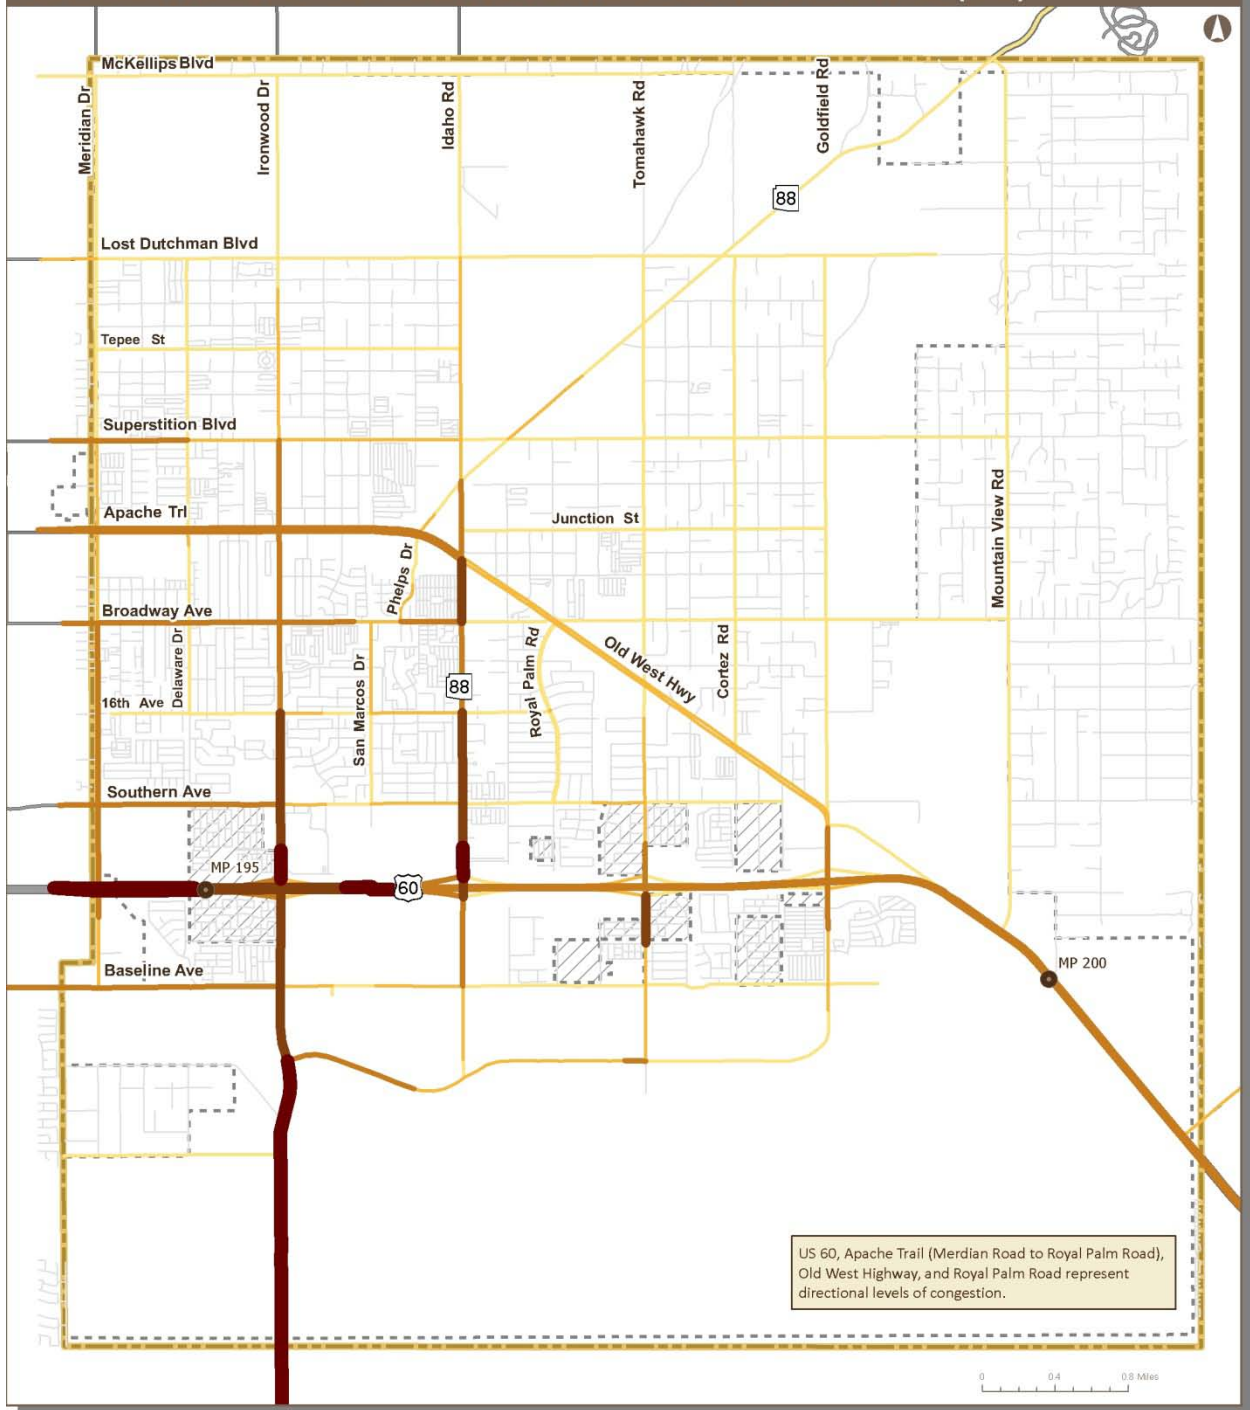 McKellips Blvd
Meridian Dr
Ironwood Dr
Idaho Rd
Tomahawk Rd
Goldfield Rd
88
Lost Dutchman Blvd
Tepee St
Superstition Blvd
Apache Trl
Junction St
Mountain View Rd
Phelps Dr
Broadway Ave
Delaware Dr
San Marcos Dr
88
Royal Palm Rd
Old West Hwy
Cortez Rd
16th Ave
Southern Ave
MP 195
60
Baseline Ave
MP 200
US 60, Apache Trail (Merdian Road to Royal Palm Road),
Old West Highway, and Royal Palm Road represent
directional levels of congestion.
0 0.4 0.8 Miles